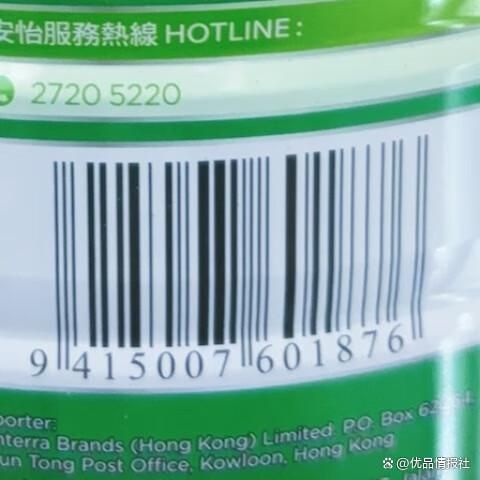 安怡服務熱線 HOTLINE：
2720 5220
9 415007 601876
porter:
nterra Brands (Hong Kong) Limited. P.O. Box
un Tong Post Office, Kowloon, Hong Kong
@优品情报社